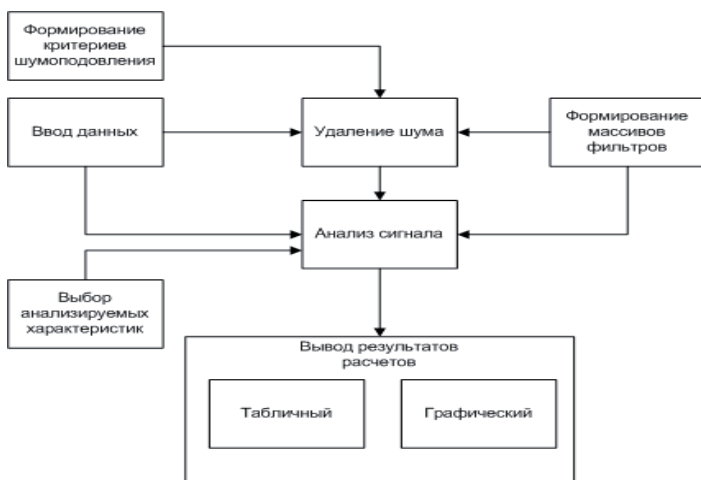 Формирование
критериев
шумоподовления
Ввод данных
Удаление шума
Формирование
массивов
фильтров
Анализ сигнала
Выбор
анализируемых
характеристик
Вывод результатов
расчетов
Табличный
Графический